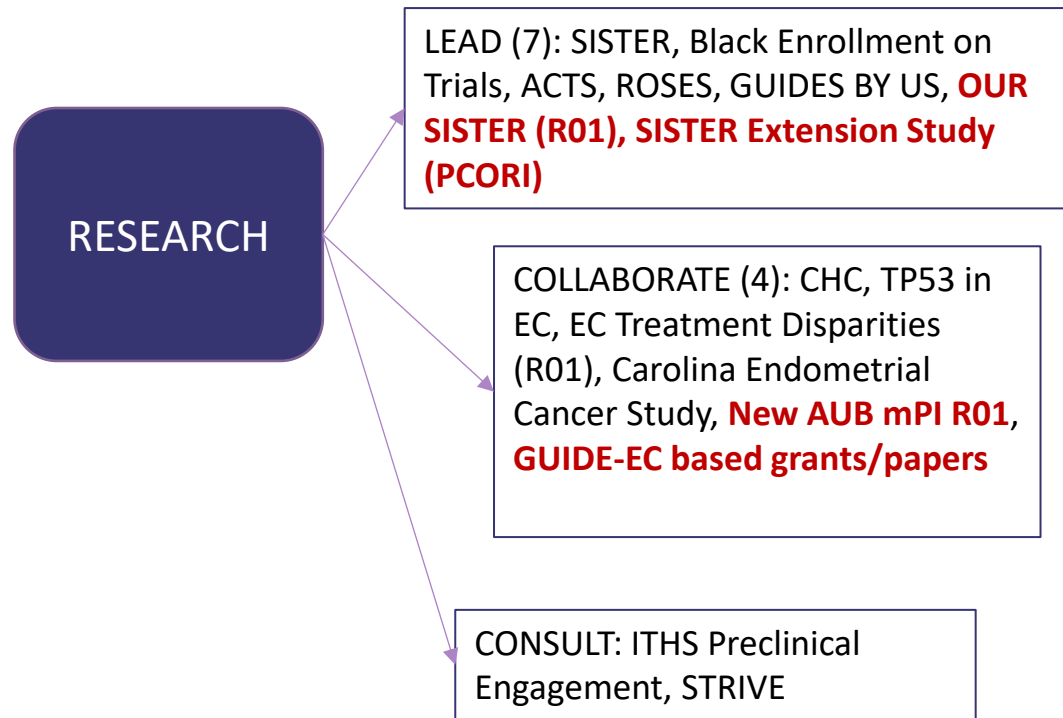 RESEARCH
LEAD (7): SISTER, Black Enrollment on
Trials, ACTS, ROSES, GUIDES BY US, OUR
SISTER (R01), SISTER Extension Study
(PCORI)
COLLABORATE (4): CHC, TP53 in
EC, EC Treatment Disparities
(R01), Carolina Endometrial
Cancer Study, New AUB mPI R01,
GUIDE-EC based grants/papers
CONSULT: ITHS Preclinical
Engagement, STRIVE